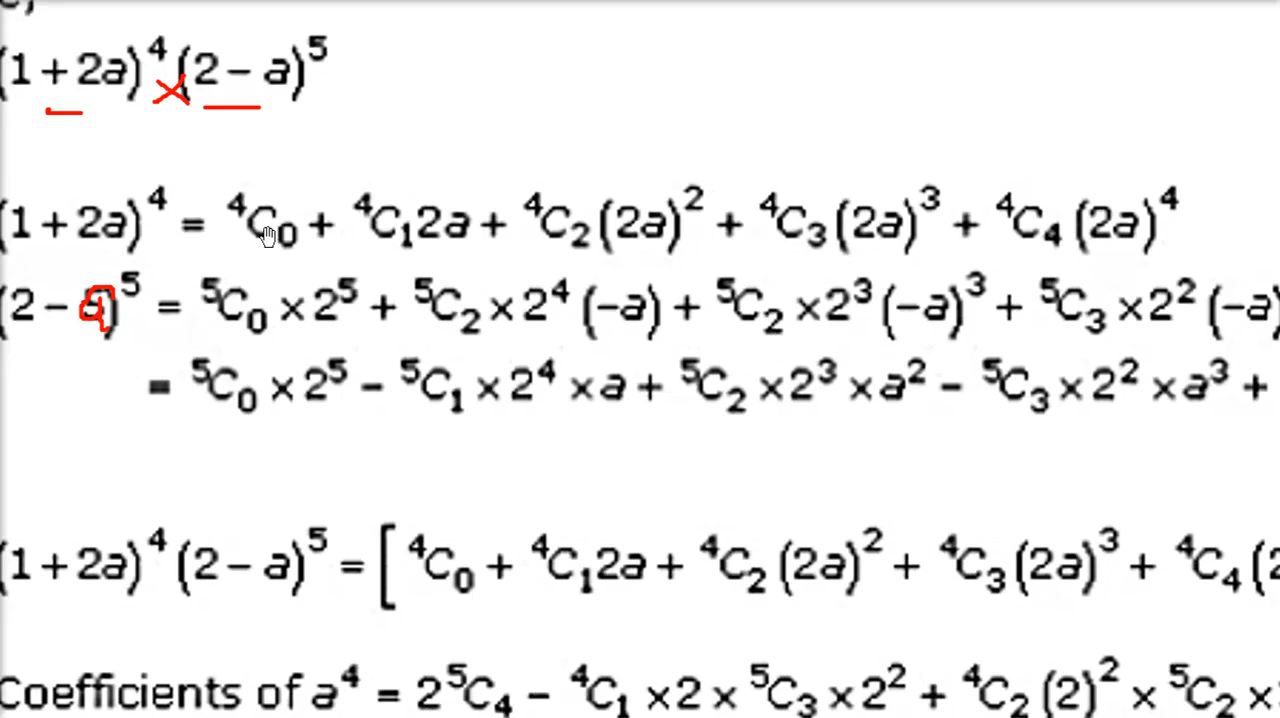 (1 + 2a)⁴ × (2 − a)⁵
(1 + 2a)⁴ = ⁴C₀ + ⁴C₁2a + ⁴C₂(2a)² + ⁴C₃(2a)³ + ⁴C₄(2a)⁴
(2 − a)⁵ = ⁵C₀ × 2⁵ + ⁵C₂ × 2⁴(−a) + ⁵C₂ × 2³(−a)³ + ⁵C₃ × 2²(−a)
= ⁵C₀ × 2⁵ − ⁵C₁ × 2⁴ × a + ⁵C₂ × 2³ × a² − ⁵C₃ × 2² × a³ +
(1 + 2a)⁴(2 − a)⁵ = [ ⁴C₀ + ⁴C₁2a + ⁴C₂(2a)² + ⁴C₃(2a)³ + ⁴C₄(2
Coefficients of a⁴ = 2⁵C₄ − ⁴C₁ × 2 × ⁵C₃ × 2² + ⁴C₂(2)² × ⁵C₂ ×